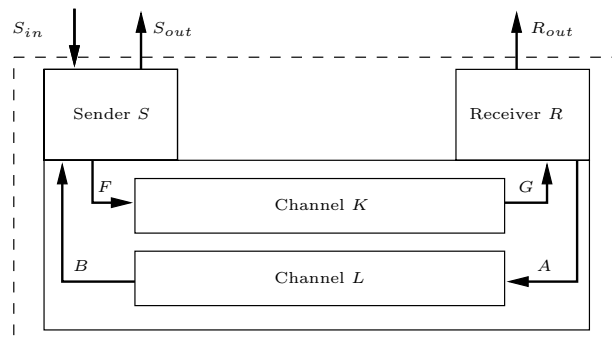 S_in S_out R_out
Sender S Receiver R
F G
Channel K
B A
Channel L